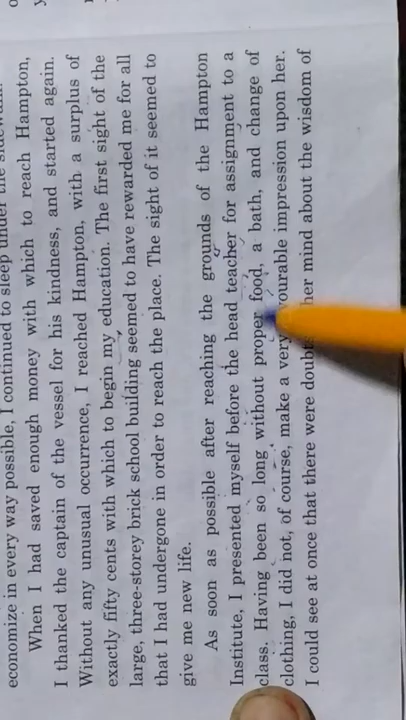 economize in every way possible, I continued to sleep under the
When I had saved enough money with which to reach Hampton,
I thanked the captain of the vessel for his kindness, and started again.
Without any unusual occurrence, I reached Hampton, with a surplus of
exactly fifty cents with which to begin my education. The first sight of the
large, three-storey brick school building seemed to have rewarded me for all
that I had undergone in order to reach the place. The sight of it seemed to
give me new life.
As soon as possible after reaching the grounds of the Hampton
Institute, I presented myself before the head teacher for assignment to a
class. Having been so long without proper food, a bath, and change of
clothing, I did not, of course, make a very impression upon her.
I could see at once that there were her mind about the wisdom of